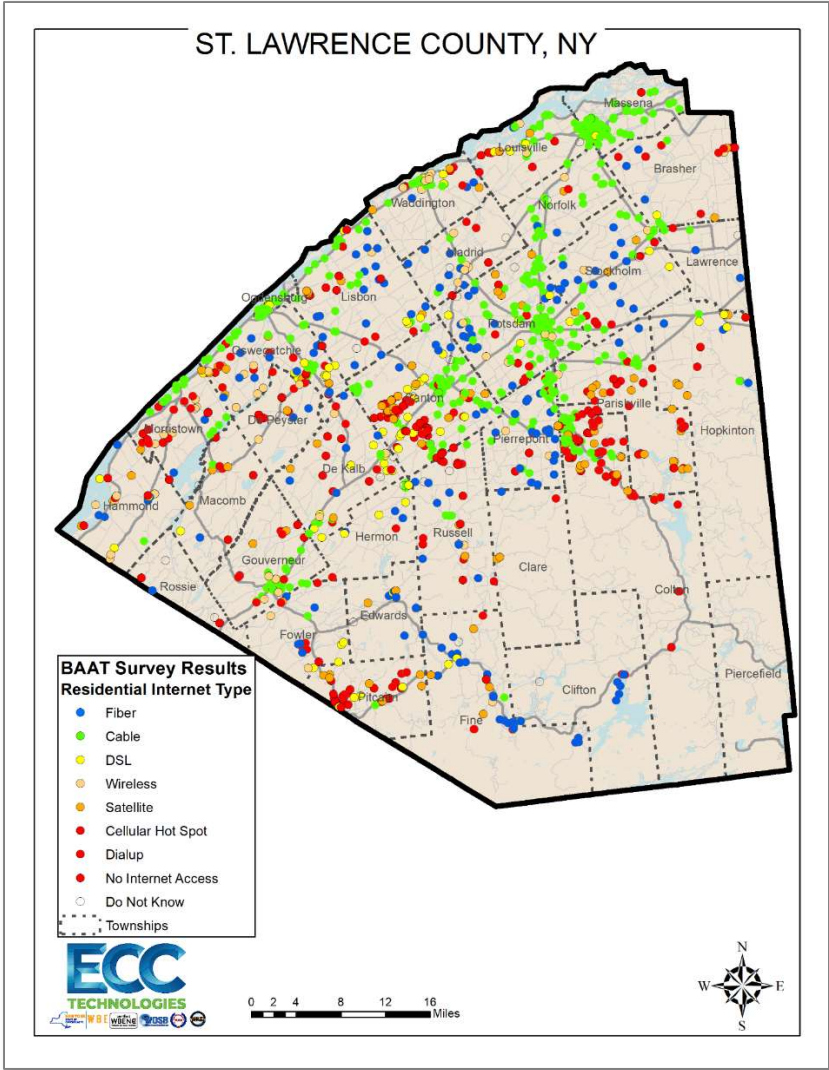 ST. LAWRENCE COUNTY, NY
Massena
Louisville
Brasher
Waddington
Norfolk
Madrid
Lawrence
Stockholm
Ogdensburg
Lisbon
Potsdam
Oswegatchie
Canton
Parishville
De Peyster
Morristown
Pierrepont
Hopkinton
De Kalb
Macomb
Hammond
Hermon
Russell
Gouverneur
Clare
Rossie
Colton
Edwards
Fowler
Piercefield
Clifton
Pitcairn
Fine
BAAT Survey Results
Residential Internet Type
Fiber
Cable
DSL
Wireless
Satellite
Cellular Hot Spot
Dialup
No Internet Access
Do Not Know
Townships
ECC
TECHNOLOGIES
WBE
WBENC
WOSB
0 2 4 8 12 16
Miles
N
W E
S